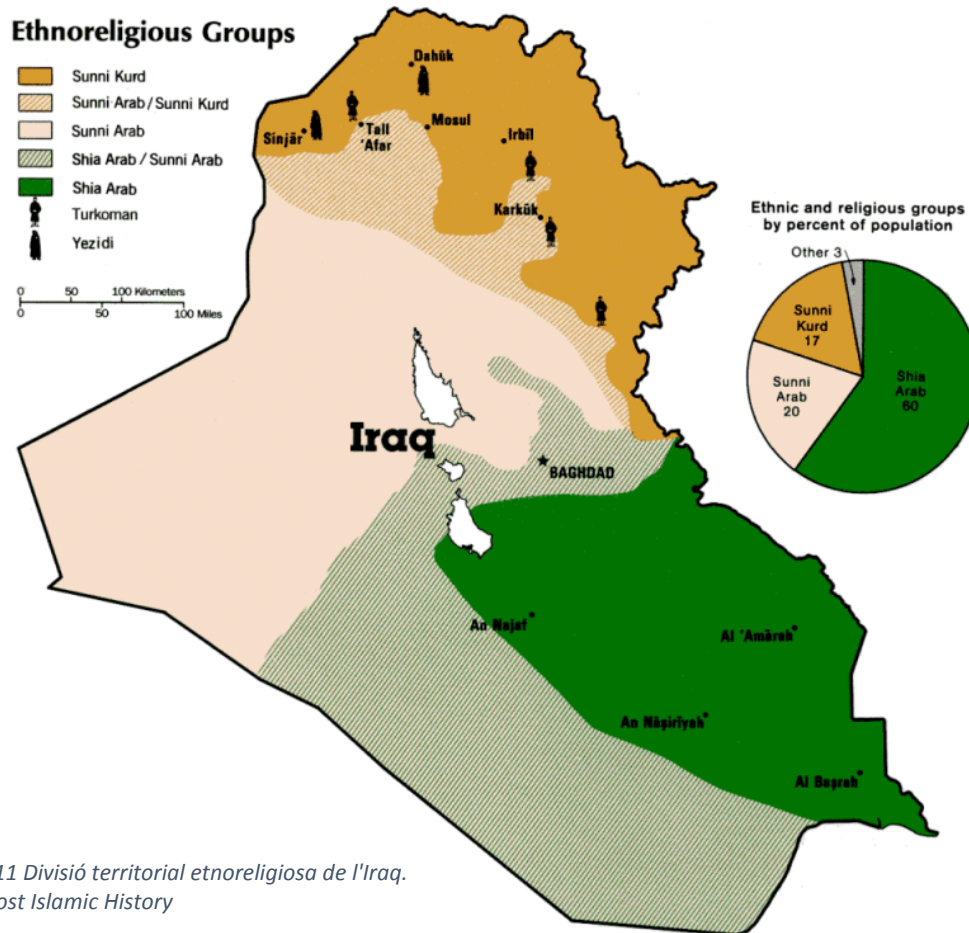 Ethnoreligious Groups
Sunni Kurd
Sunni Arab/Sunni Kurd
Sunni Arab
Shia Arab/Sunni Arab
Shia Arab
Turkoman
Yezidi
0 50 100 Kilometers
0 50 100 Miles
Dahūk
Sinjār
Tall
'Afar
Mosul
Irbīl
Karkūk
Ethnic and religious groups
by percent of population
Other 3
Sunni
Kurd
17
Sunni
Arab
20
Shia
Arab
60
Iraq
BAGHDAD
An Najaf
Al 'Amārah
An Nāşirīyah
Al Başrah
11 Divisió territorial etnoreligiosa de l'Iraq.
ost Islamic History